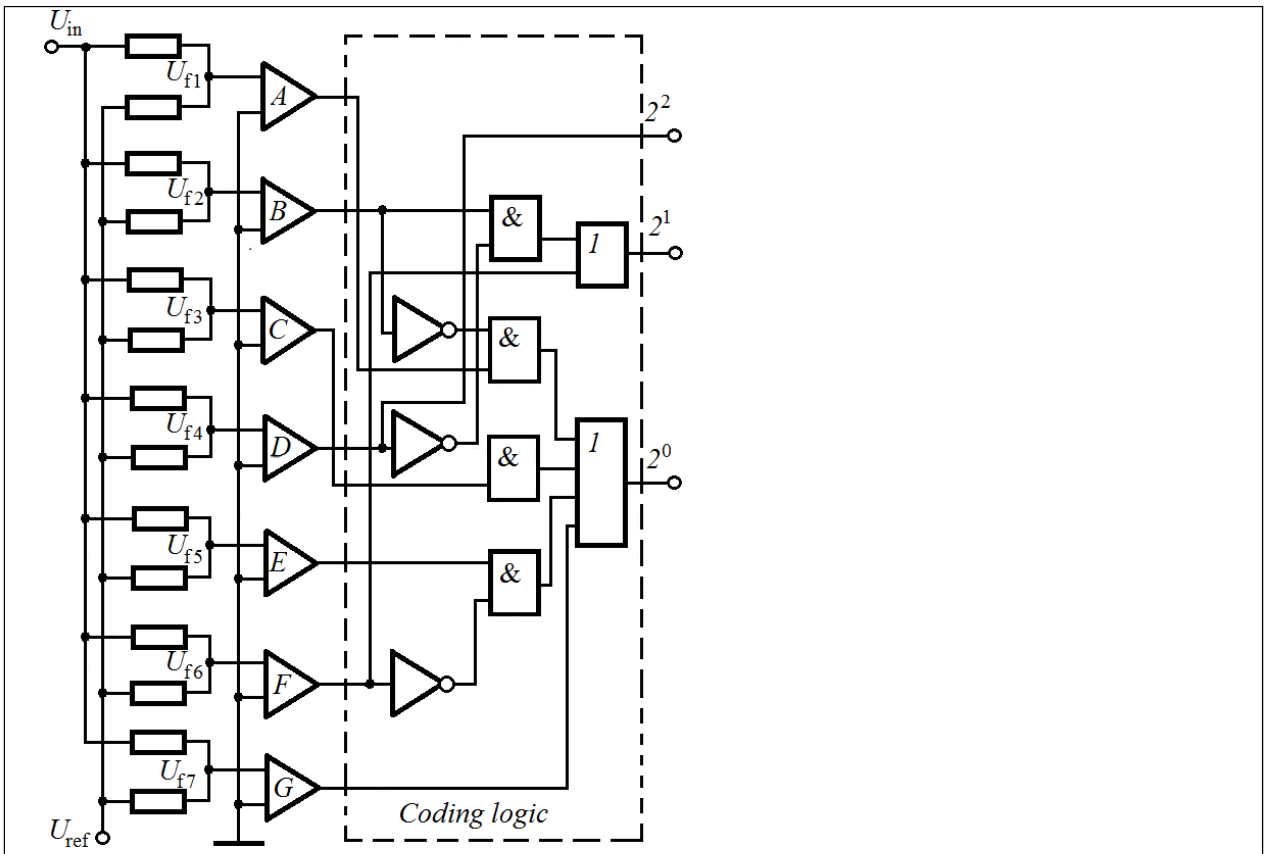 U_in
U_f1
A
2^2
U_f2
B
&
2^1
1
U_f3
C
&
U_f4
D
&
1
2^0
U_f5
E
&
U_f6
F
U_f7
G
Coding logic
U_ref